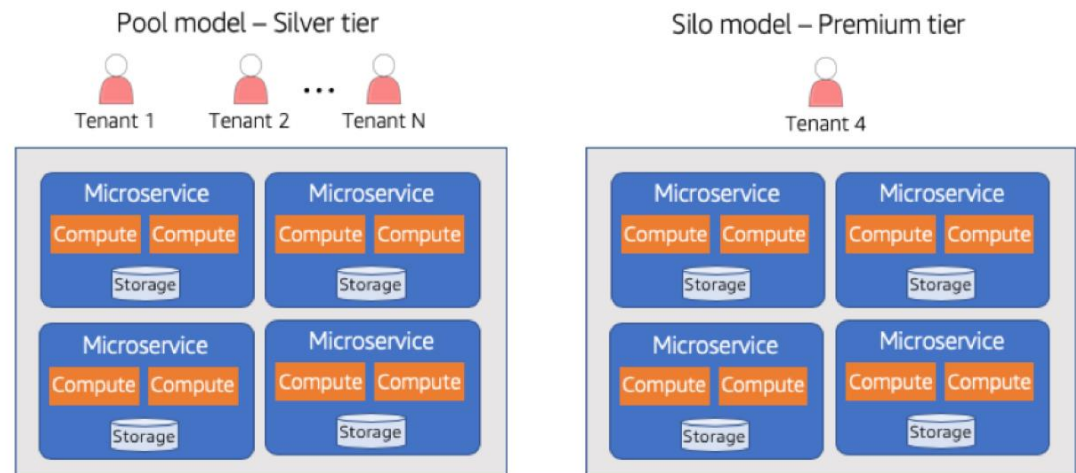 Pool model – Silver tier
Tenant 1 Tenant 2 ... Tenant N
Microservice Microservice
Compute Compute Compute Compute
Storage Storage
Microservice Microservice
Compute Compute Compute Compute
Storage Storage
Silo model – Premium tier
Tenant 4
Microservice Microservice
Compute Compute Compute Compute
Storage Storage
Microservice Microservice
Compute Compute Compute Compute
Storage Storage